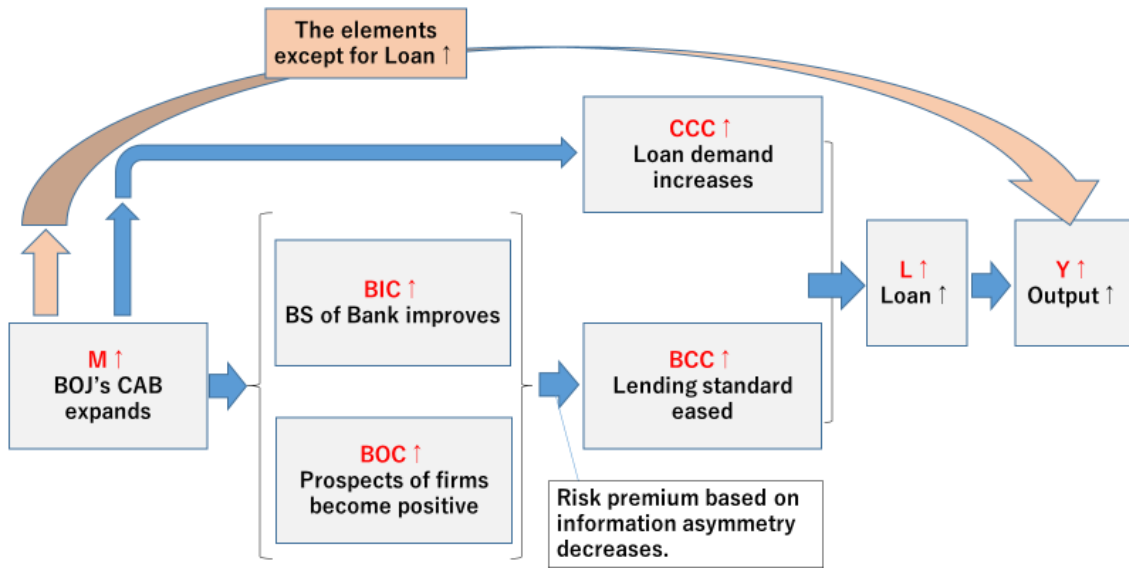 The elements
except for Loan ↑
CCC ↑
Loan demand
increases
BIC ↑
BS of Bank improves
M ↑
BOJ's CAB
expands
BOC ↑
Prospects of firms
become positive
BCC ↑
Lending standard
eased
L ↑
Loan ↑
Y ↑
Output ↑
Risk premium based on
information asymmetry
decreases.